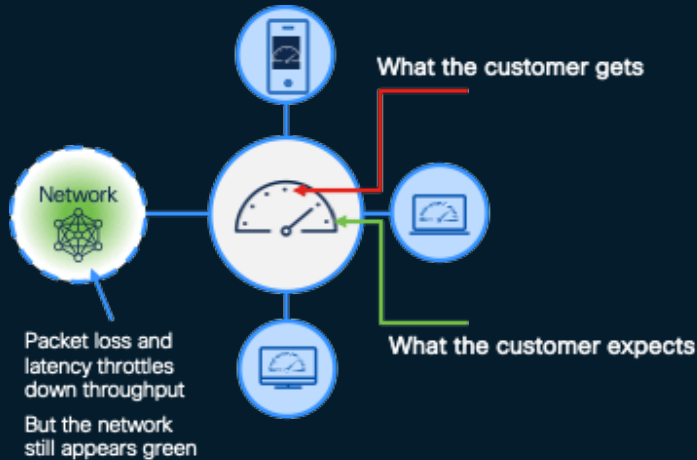 What the customer gets
Network
Packet loss and
latency throttles
down throughput
But the network
still appears green
What the customer expects